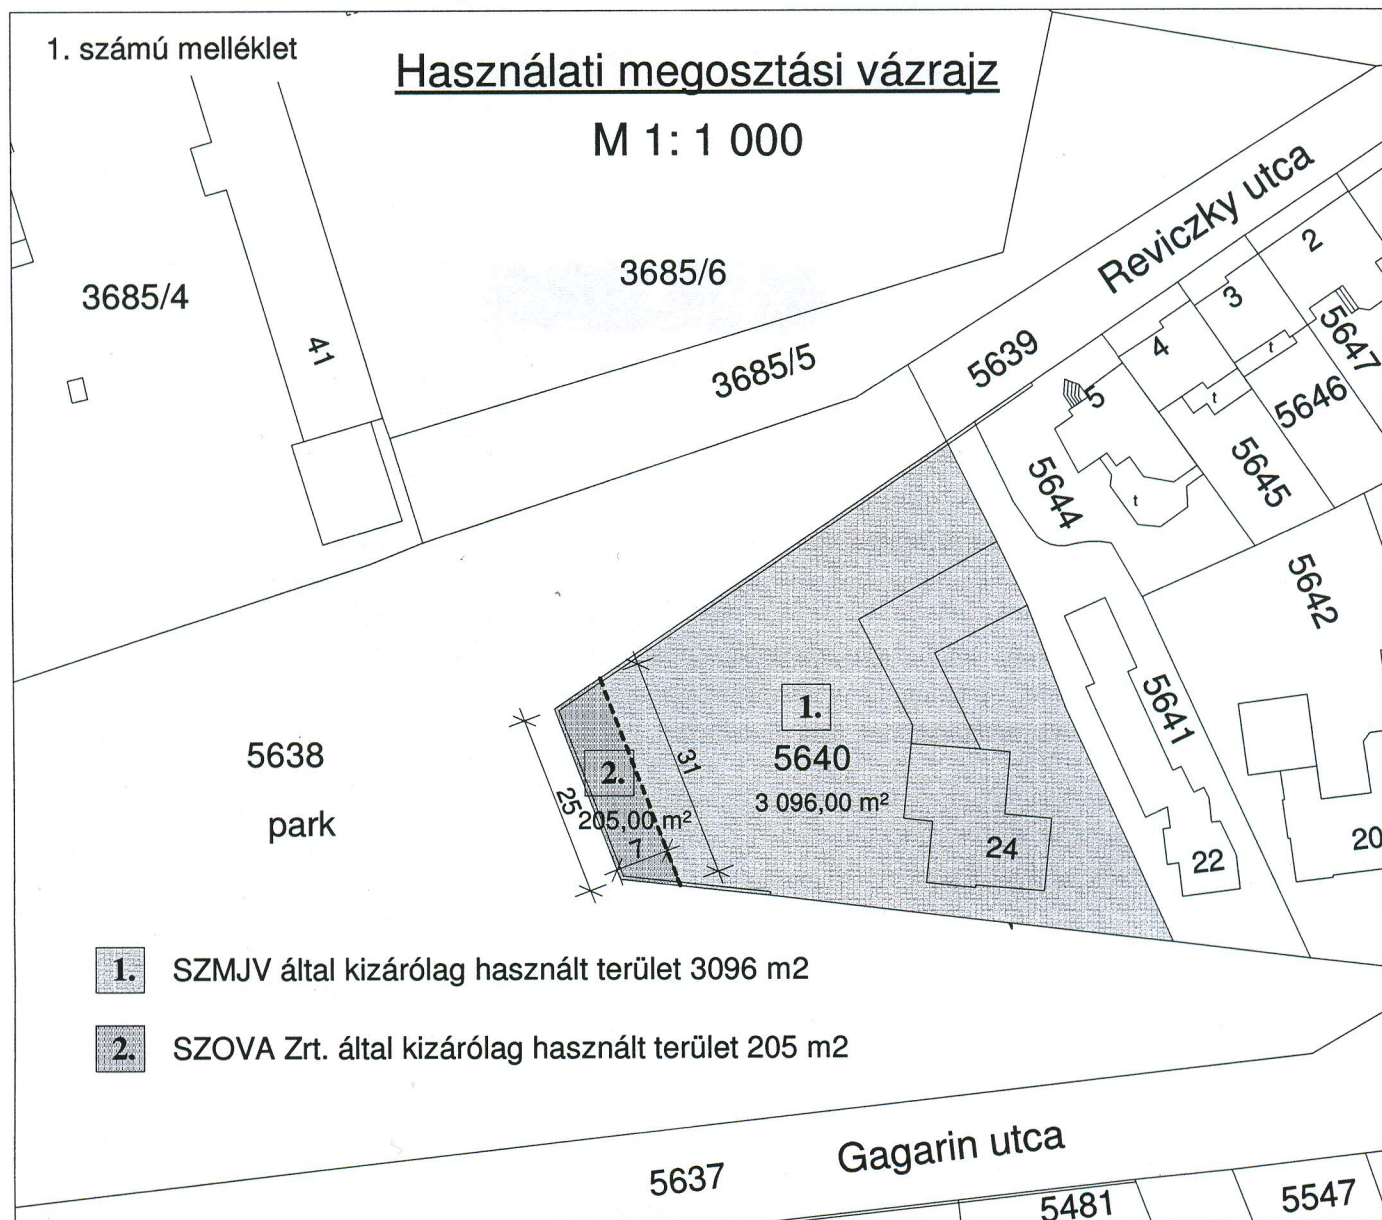 1. számú melléklet
Használati megosztási vázrajz
M 1: 1 000
Reviczky utca
2
3685/6
3685/4
3
41
5647
4
t
3685/5
5639
5646
5
t
5645
5644
t
5642
5641
1.
5638
5640
31
2.
25
3 096,00 m²
205,00 m²
park
7
24
22
20
1. SZMJV által kizárólag használt terület 3096 m2
2. SZOVA Zrt. által kizárólag használt terület 205 m2
Gagarin utca
5637
5481
5547